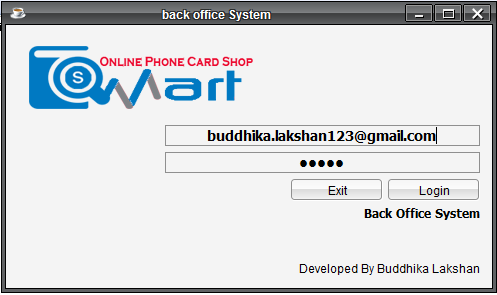 back office System
ONLINE PHONE CARD SHOP
S
Mart
buddhika.lakshan123@gmail.com
●●●●●
Exit Login
Back Office System
Developed By Buddhika Lakshan